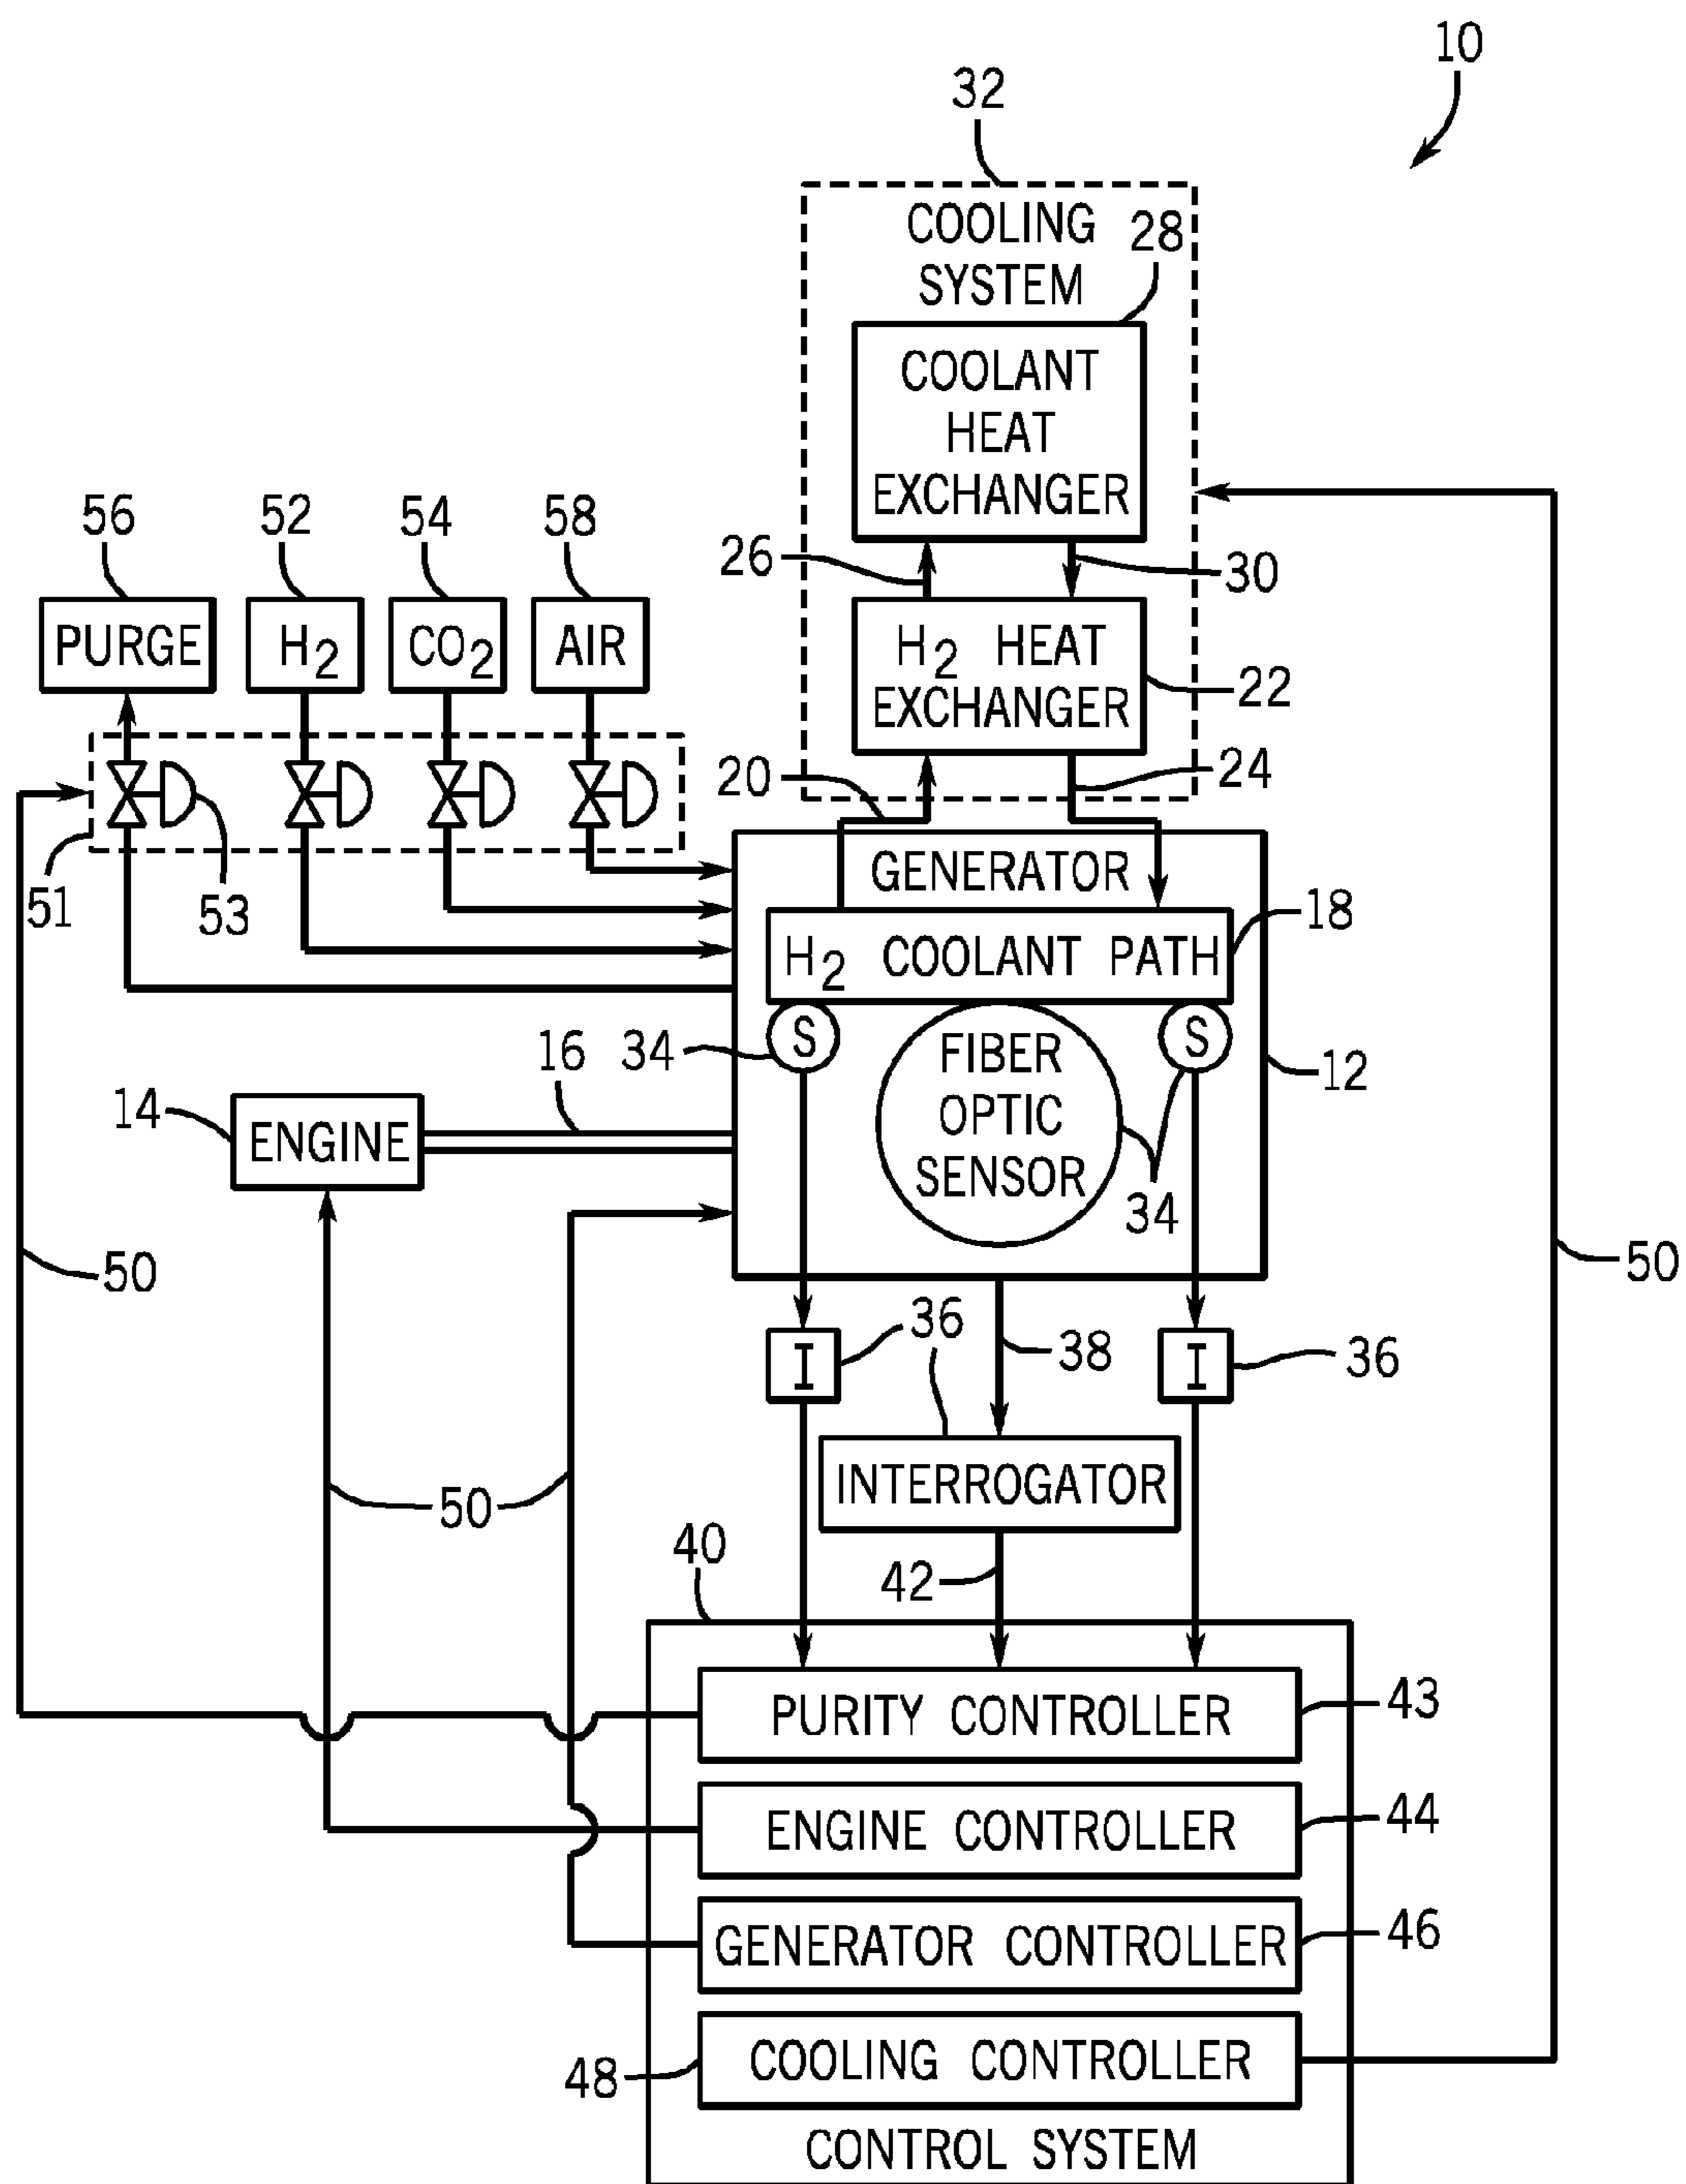 10
32
COOLING
SYSTEM
28
COOLANT
HEAT
EXCHANGER
56
52
54
58
26
30
PURGE
H2
CO2
AIR
H2 HEAT
EXCHANGER
22
20
24
51
53
GENERATOR
18
H2 COOLANT PATH
S
S
34
16
14
ENGINE
FIBER
OPTIC
SENSOR
12
34
50
50
36
38
I
I
36
INTERROGATOR
50
40
42
PURITY CONTROLLER
43
ENGINE CONTROLLER
44
GENERATOR CONTROLLER
46
COOLING CONTROLLER
48
CONTROL SYSTEM